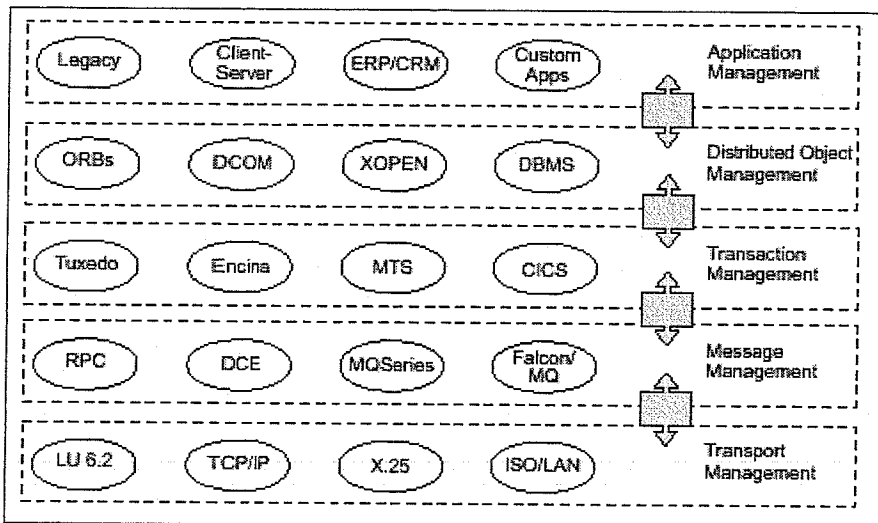 Legacy
Client-
Server
ERP/CRM
Custom
Apps
Application
Management
ORBs
DCOM
XOPEN
DBMS
Distributed Object
Management
Tuxedo
Encina
MTS
CICS
Transaction
Management
RPC
DCE
MQSeries
Falcon/
MQ
Message
Management
LU 6.2
TCP/IP
X.25
ISO/LAN
Transport
Management